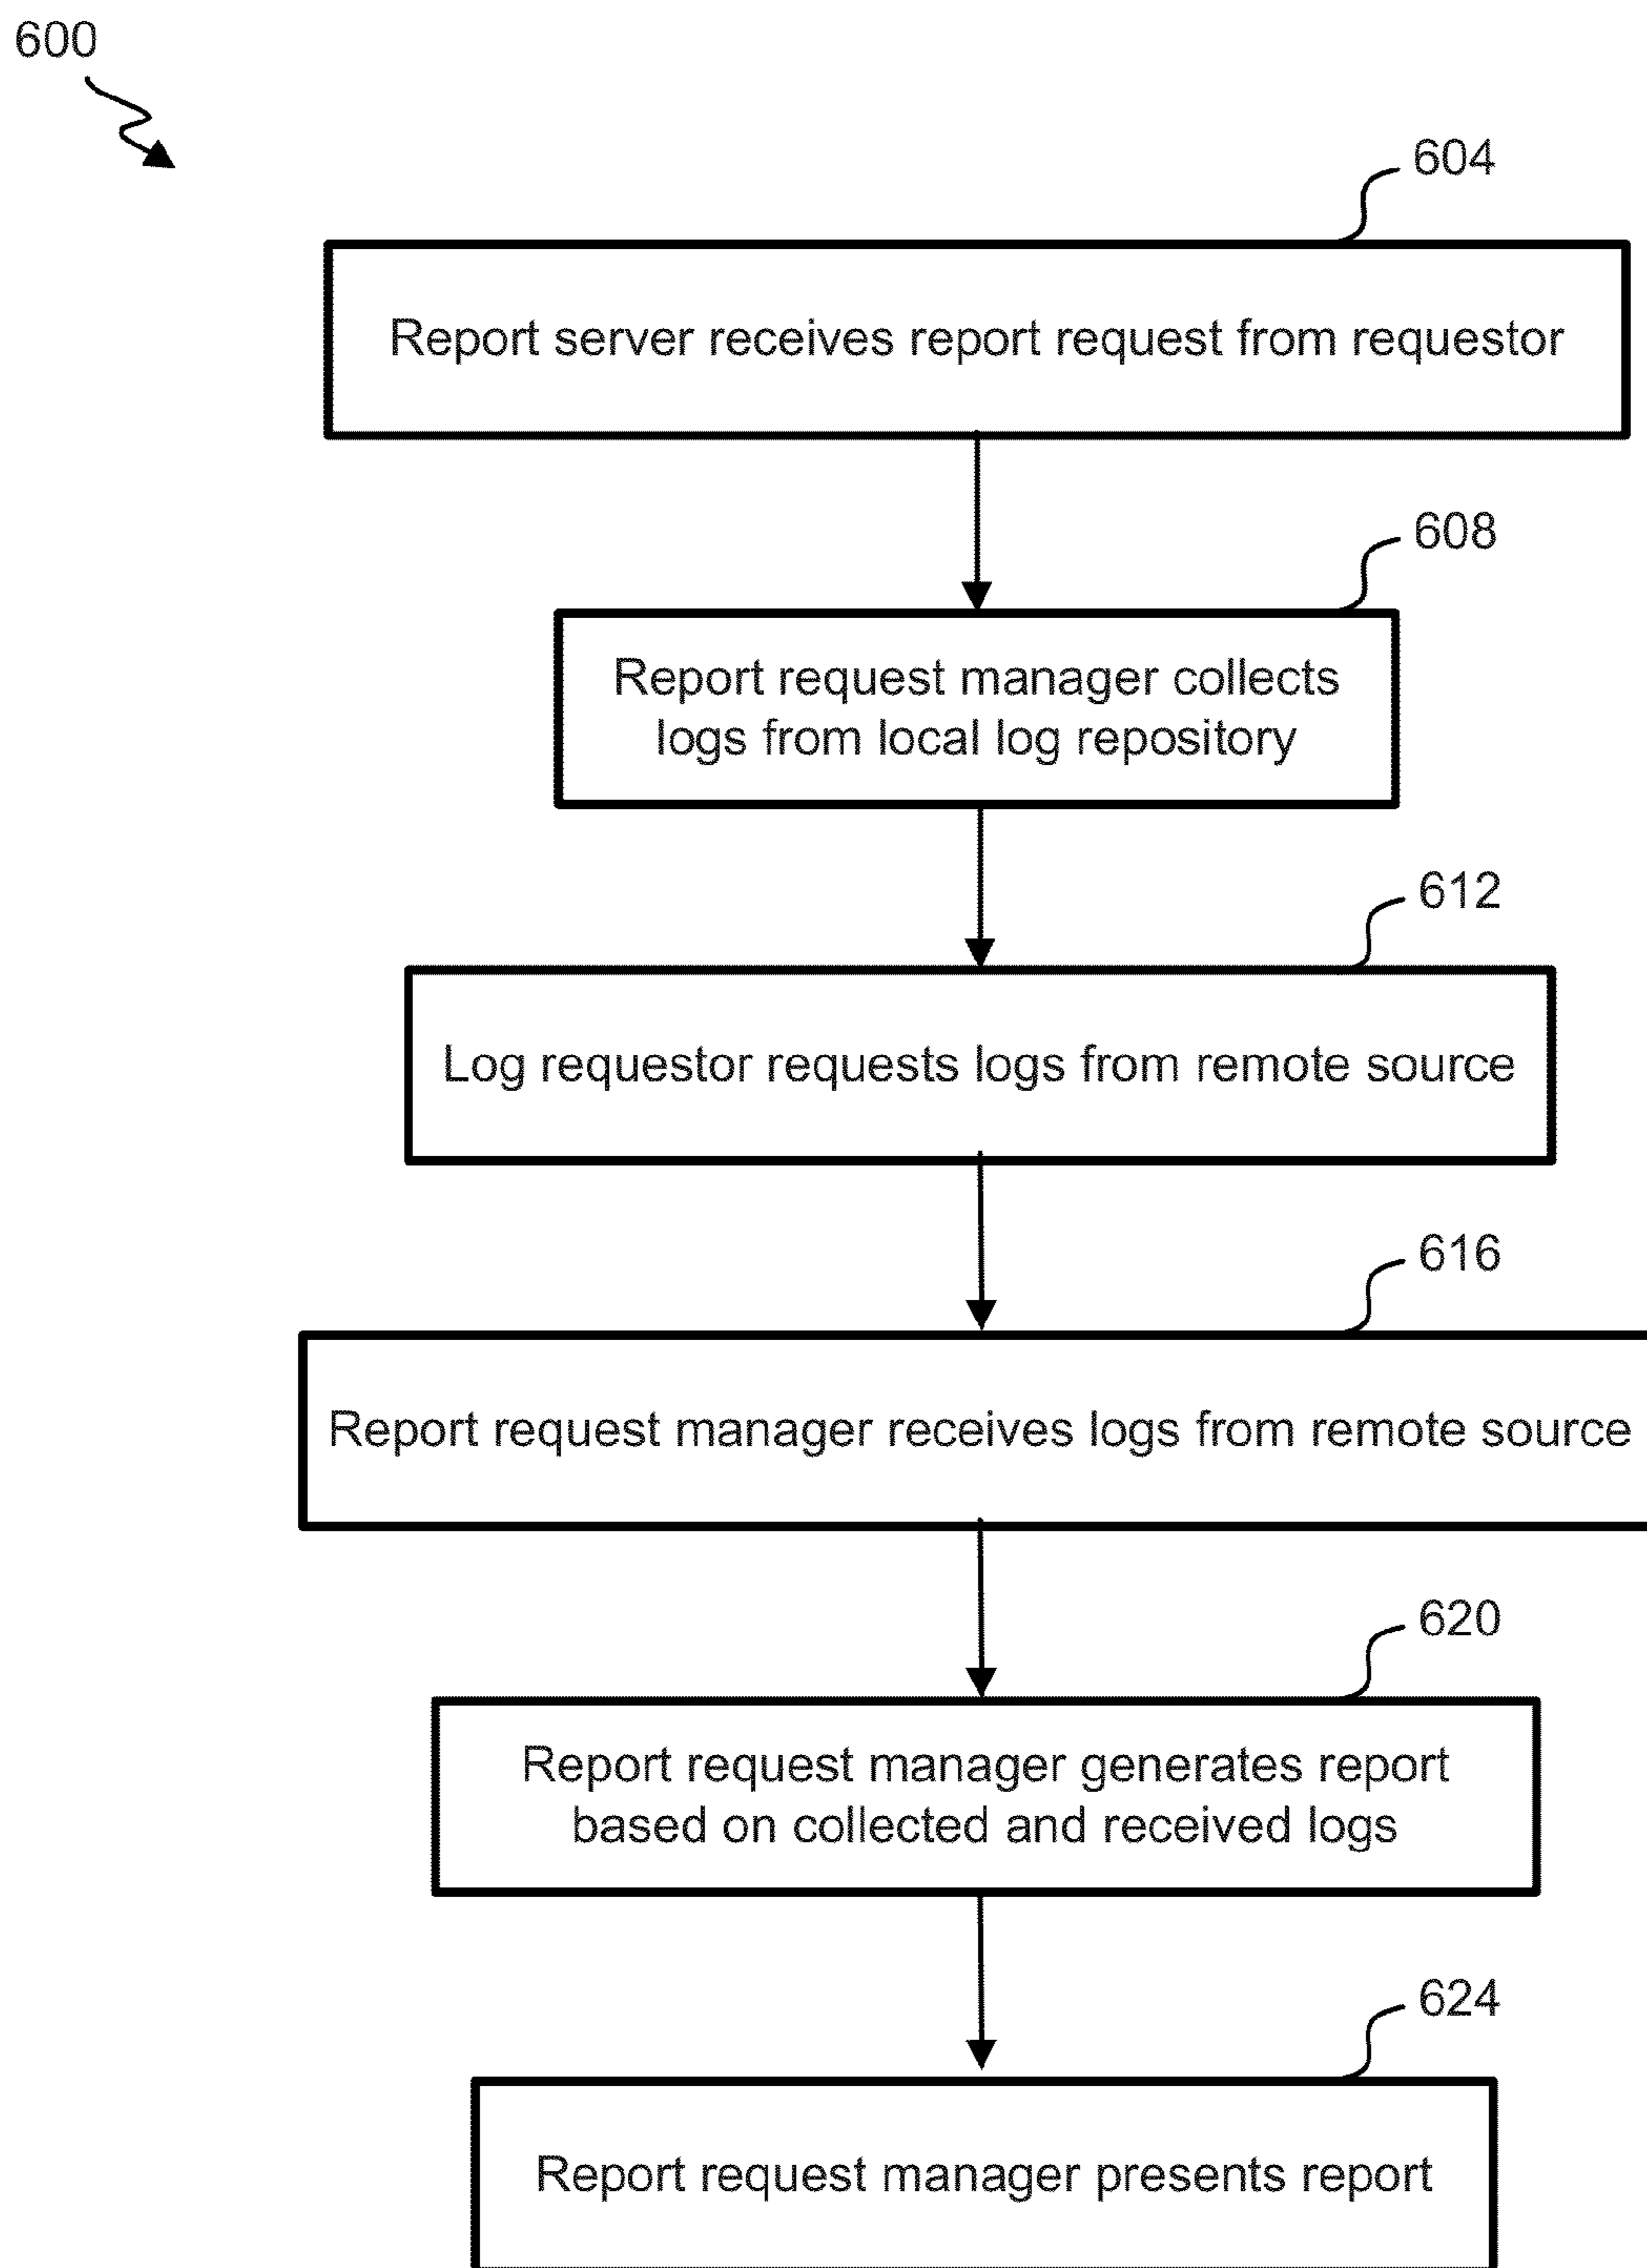 600
604
Report server receives report request from requestor
608
Report request manager collects
logs from local log repository
612
Log requestor requests logs from remote source
616
Report request manager receives logs from remote source
620
Report request manager generates report
based on collected and received logs
624
Report request manager presents report